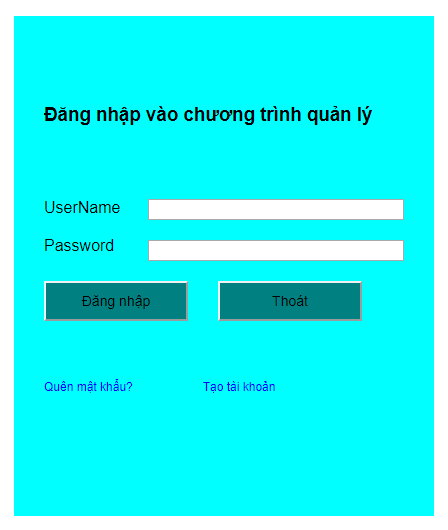 Đăng nhập vào chương trình quản lý
UserName
Password
Đăng nhập Thoát
Quên mật khẩu? Tạo tài khoản